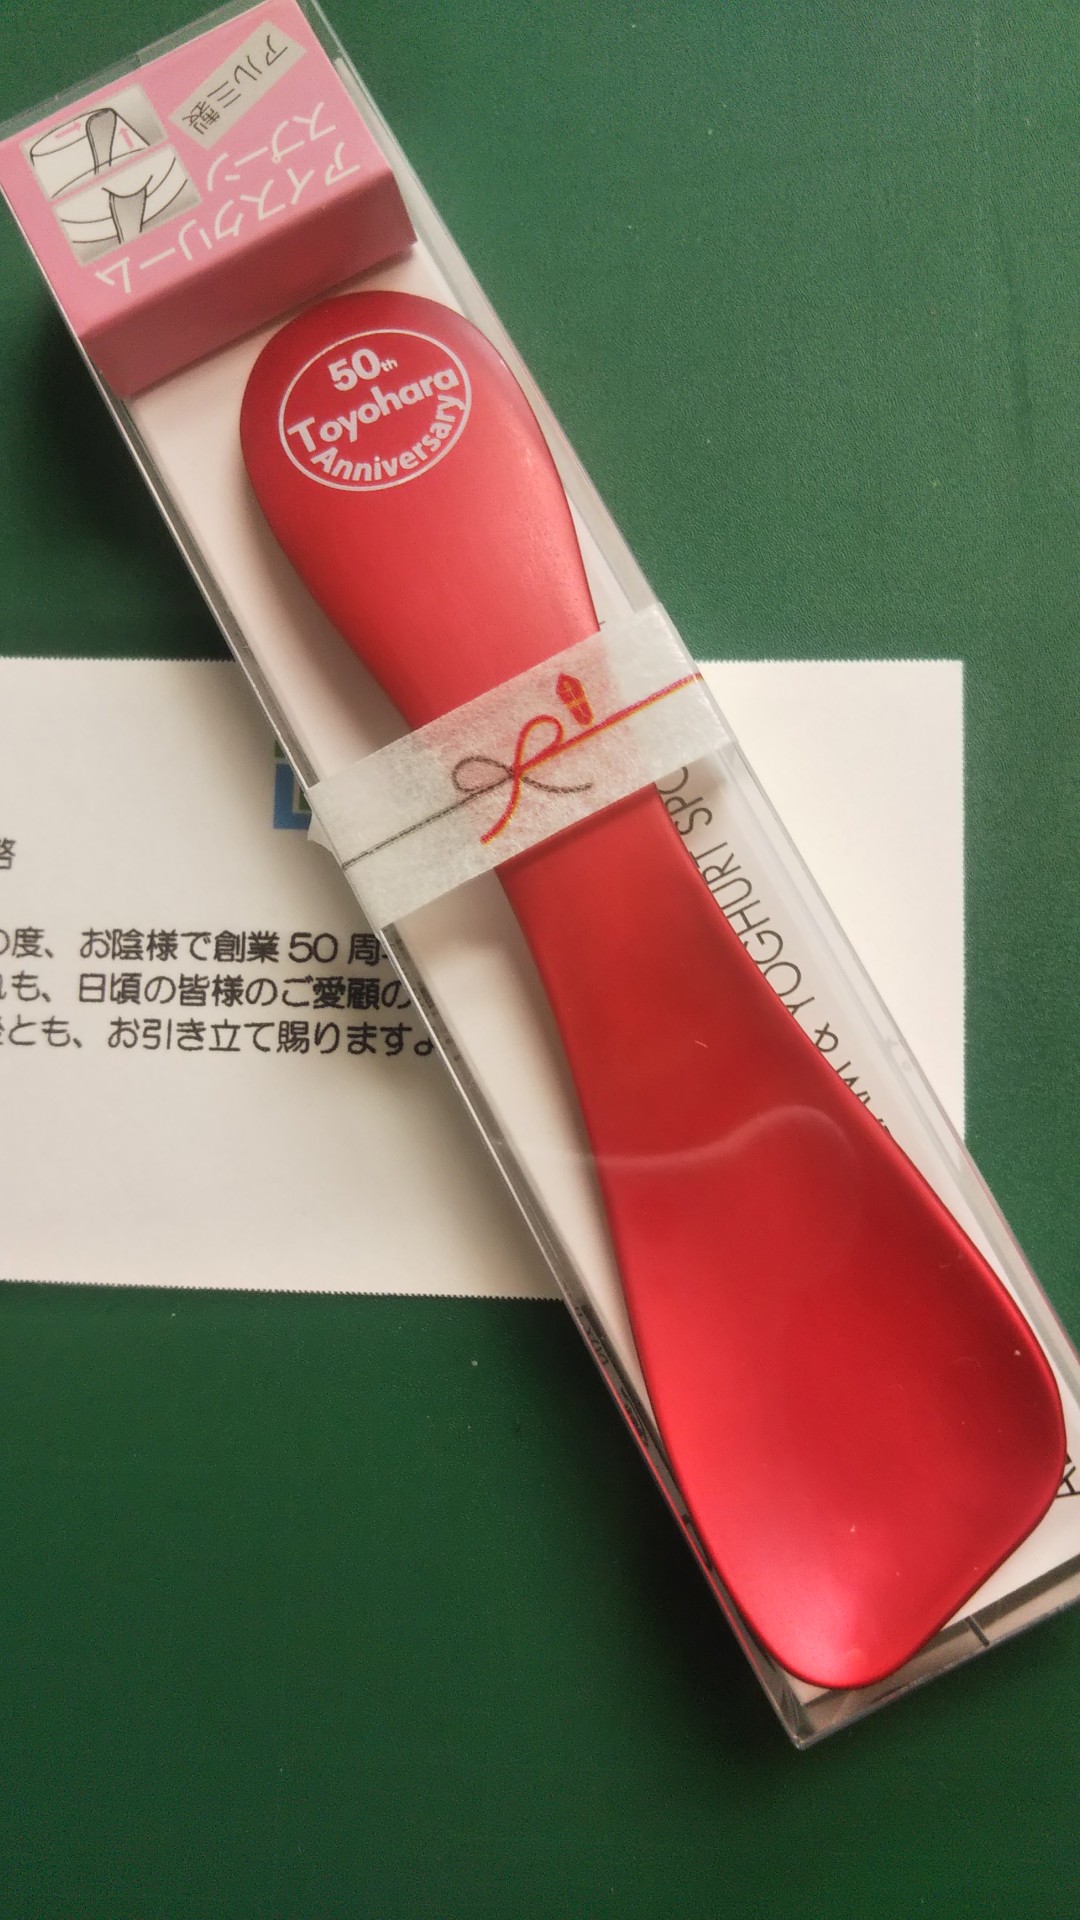 アルミ製
アイスクリーム
スプーン
50th
Toyohara
Anniversary
YOGHURT
&
度、お陰様で創業50周
も、日頃の皆様のご愛顧の
とも、お引き立て賜ります